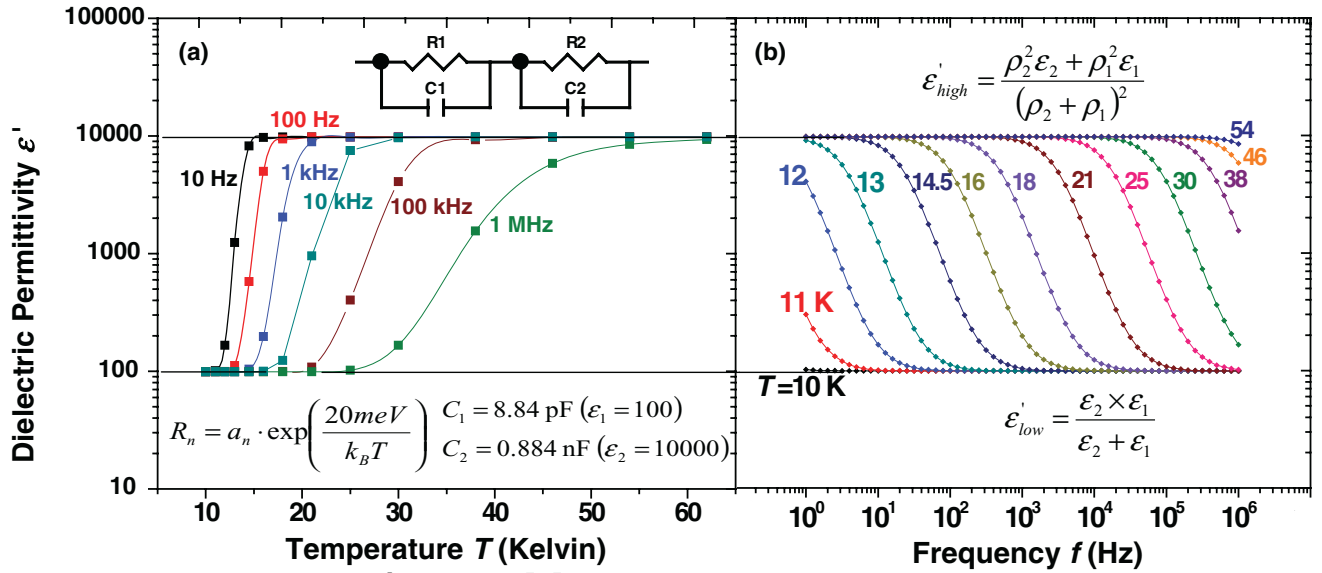 Dielectric Permittivity ε'
100000
10000
1000
100
10
(a)
R1
R2
C1
C2
100 Hz
10 Hz
1 kHz
10 kHz
100 kHz
1 MHz
R_n = a_n · exp(20meV / k_B T)
C_1 = 8.84 pF (ε_1 = 100)
C_2 = 0.884 nF (ε_2 = 10000)
10 20 30 40 50 60
Temperature T (Kelvin)
(b)
ε'_high = (ρ_2^2 ε_2 + ρ_1^2 ε_1) / (ρ_2 + ρ_1)^2
54
46
12 13 14.5 16 18 21 25 30 38
11 K
T=10 K
ε'_low = (ε_2 × ε_1) / (ε_2 + ε_1)
10^0 10^1 10^2 10^3 10^4 10^5 10^6
Frequency f (Hz)